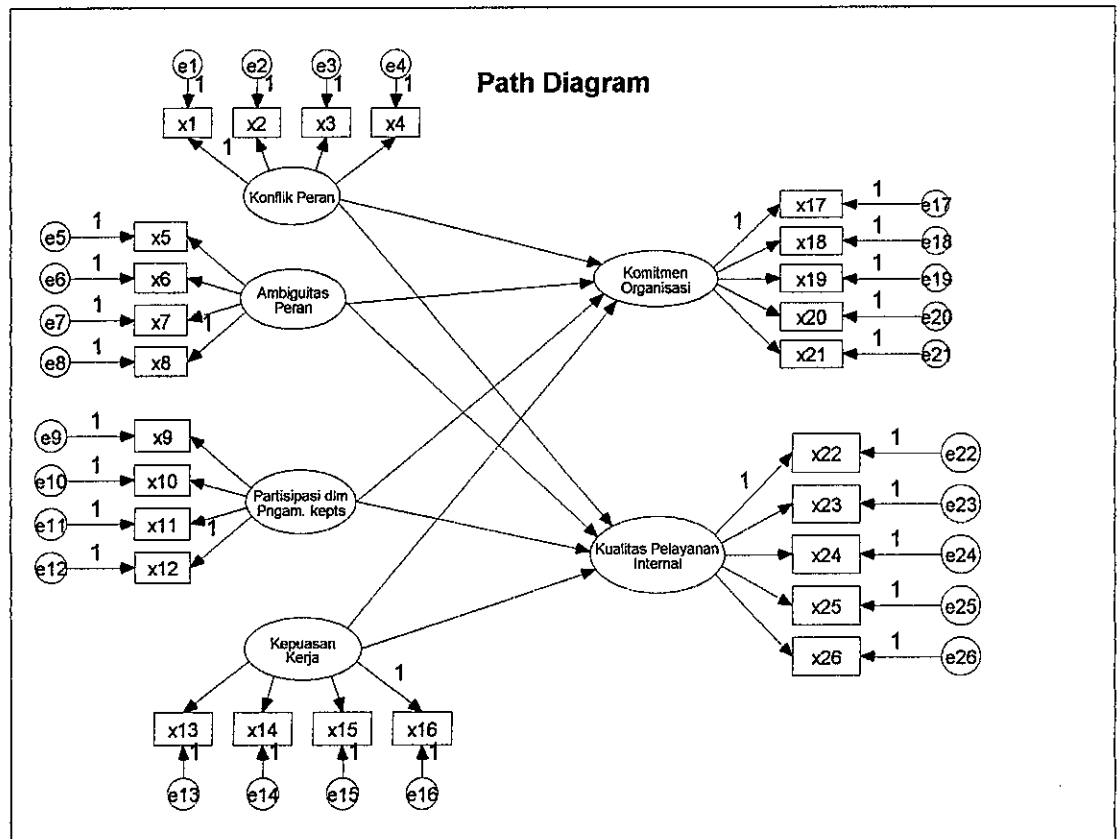 Path Diagram
e1 e2 e3 e4
1 1 1 1
x1 x2 x3 x4
1
Konflik Peran
e5 1 x5
e6 1 x6
e7 1 x7 1
e8 1 x8
Ambiguitas
Peran
e9 1 x9
e10 1 x10
e11 1 x11 1
e12 1 x12
Partisipasi dlm
Pngam. kepts
Kepuasan
Kerja
1
x13 x14 x15 x16
1 1 1 1
e13 e14 e15 e16
Komitmen
Organisasi
1 x17 1 e17
x18 1 e18
x19 1 e19
x20 1 e20
x21 1 e21
Kualitas Pelayanan
Internal
1 x22 1 e22
x23 1 e23
x24 1 e24
x25 1 e25
x26 1 e26